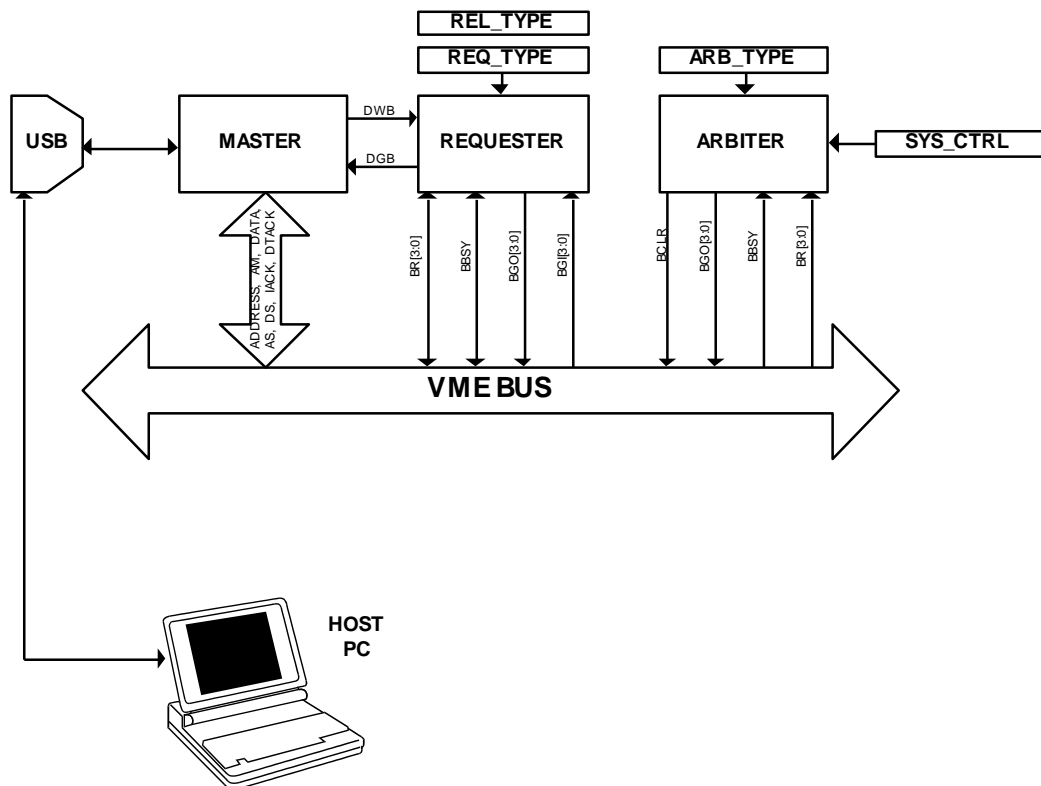 REL_TYPE
REQ_TYPE
ARB_TYPE
USB
MASTER
DWB
DGB
REQUESTER
ARBITER
SYS_CTRL
ADDRESS, AM, DATA,
AS, DS, IACK, DTACK
BR[3:0]
BBSY
BGO[3:0]
BGI[3:0]
BCLR
BGO[3:0]
BBSY
BR[3:0]
VME BUS
HOST
PC